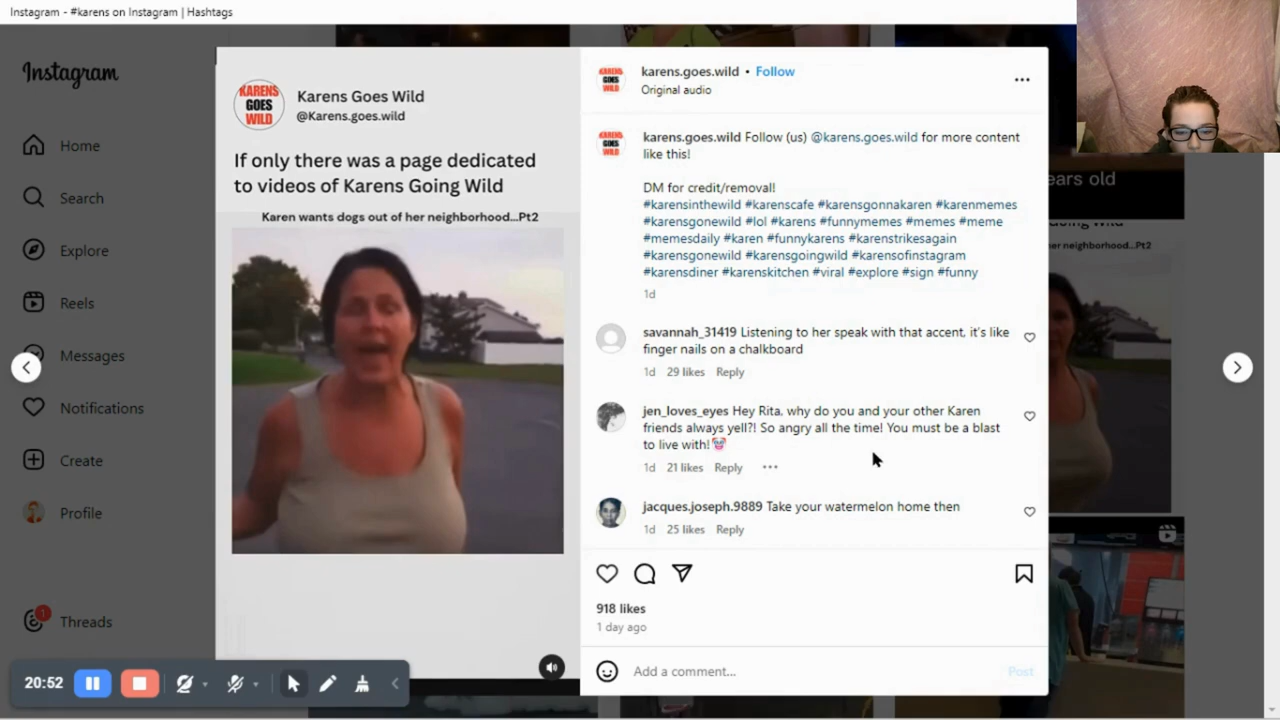 Instagram - #karens on Instagram | Hashtags
Instagram
Home
Search
Explore
Reels
Messages
Notifications
Create
Profile
1
Threads
20:52
KARENS
GOES
WILD
Karens Goes Wild
@Karens.goes.wild
If only there was a page dedicated
to videos of Karens Going Wild
Karen wants dogs out of her neighborhood...Pt2
KARENS
GOES
WILD
karens.goes.wild • Follow
Original audio
KARENS
GOES
WILD
karens.goes.wild Follow (us) @karens.goes.wild for more content
like this!
DM for credit/removal!
#karensinthewild #karenscafe #karensgonnakaren #karenmemes
#karensgonewild #lol #karens #funnymemes #memes #meme
#memesdaily #karen #funnykarens #karenstrikesagain
#karensgonewild #karensgoingwild #karensofinstagram
#karensdiner #karenskitchen #viral #explore #sign #funny
1d
savannah_31419 Listening to her speak with that accent, it's like
finger nails on a chalkboard
1d 29 likes Reply
jen_loves_eyes Hey Rita, why do you and your other Karen
friends always yell?! So angry all the time! You must be a blast
to live with!🤡
1d 21 likes Reply
jacques.joseph.9889 Take your watermelon home then
1d 25 likes Reply
918 likes
1 day ago
Add a comment...
Post
ears old
er neighborhood...Pt2